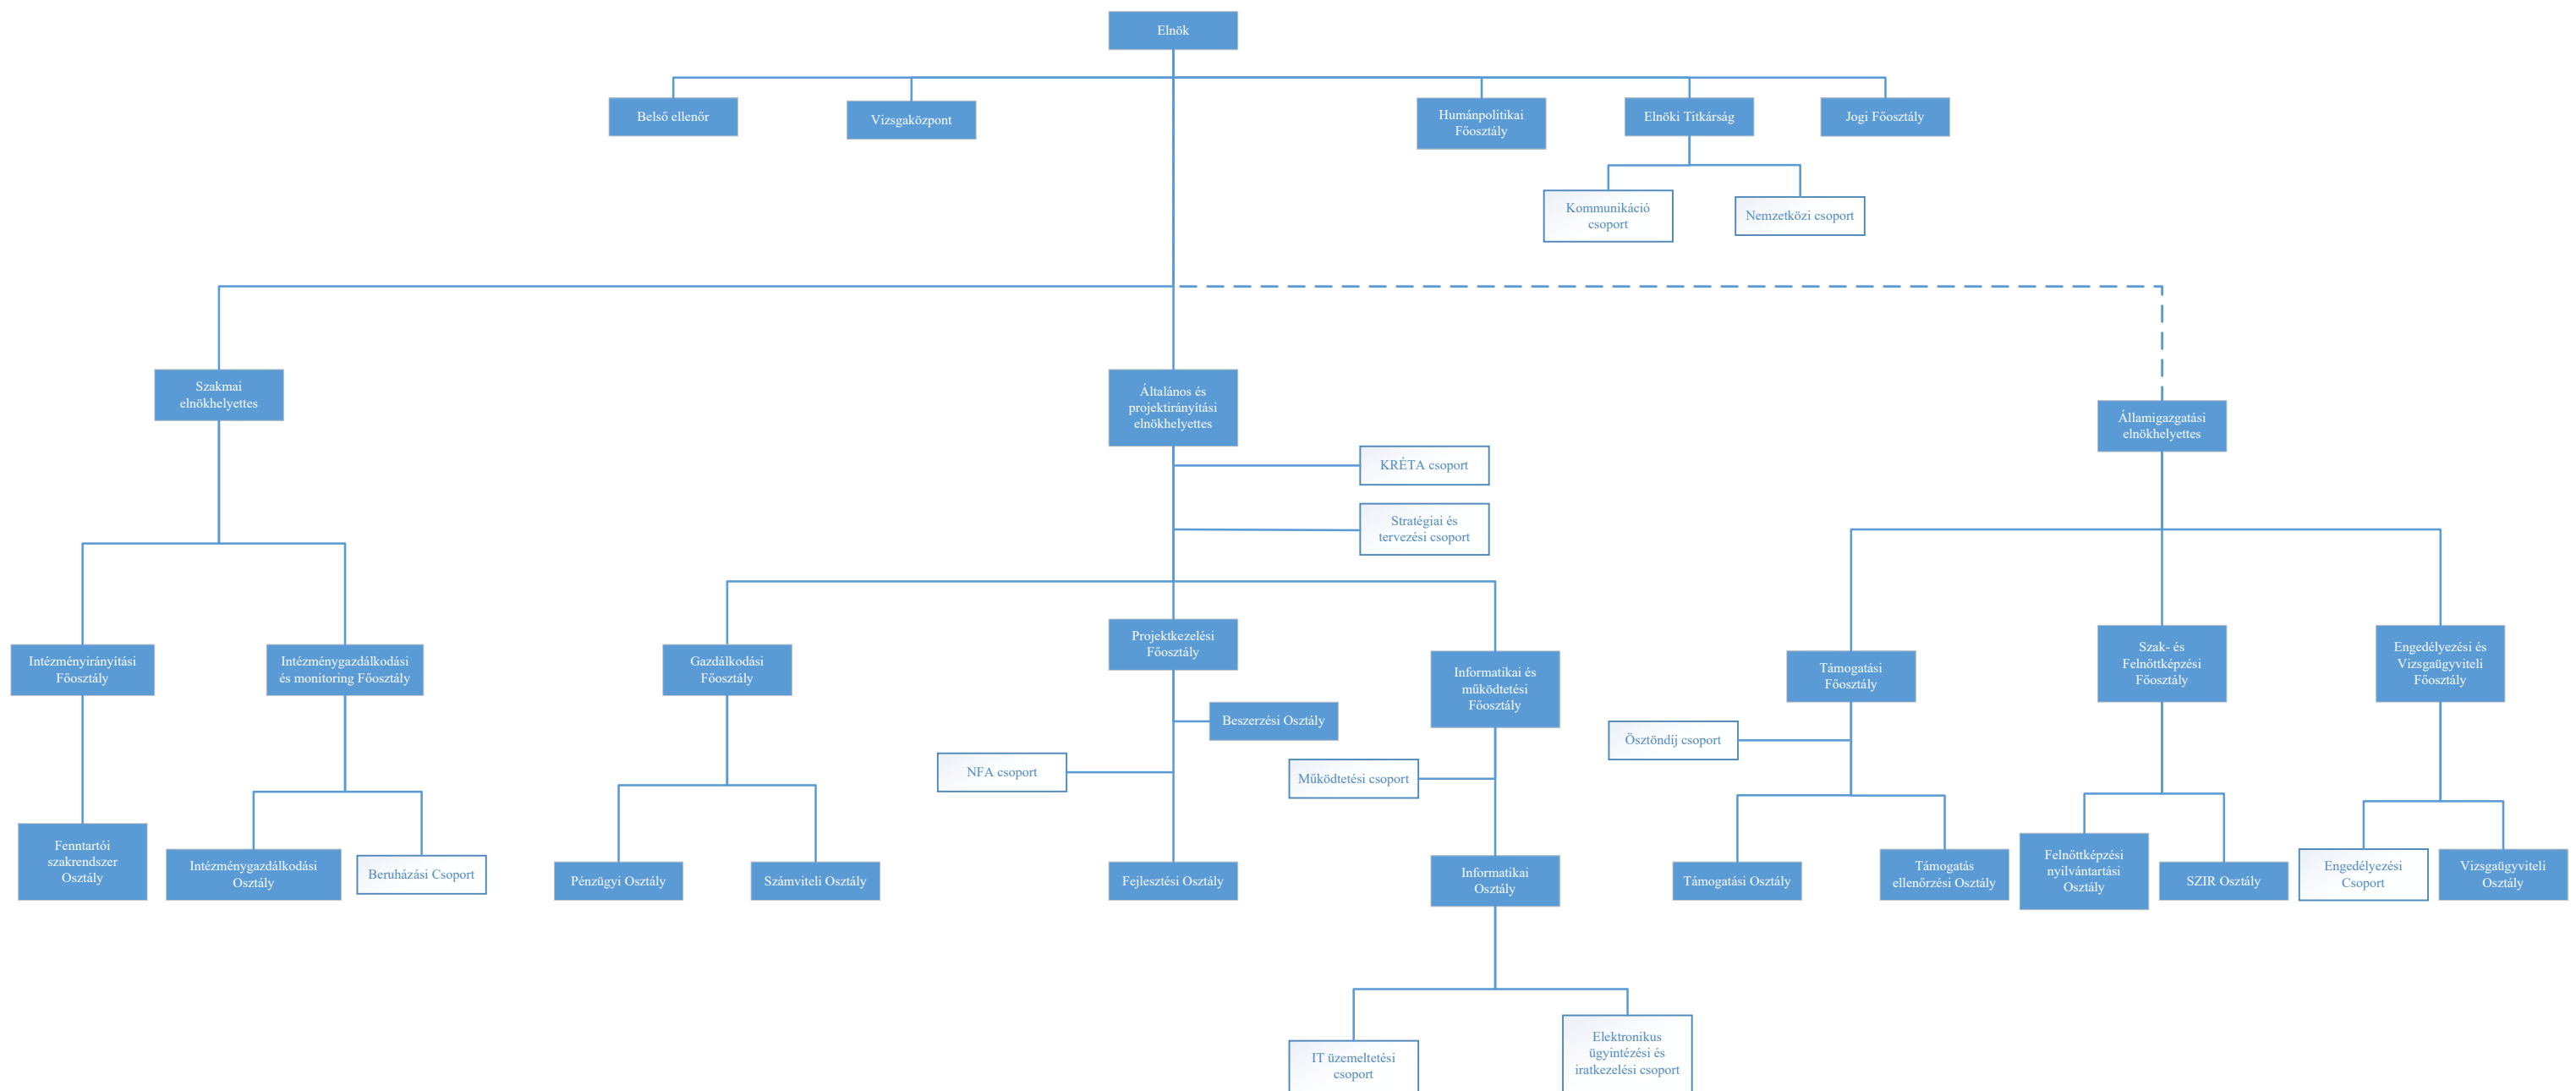 Elnök
Belső ellenőr
Vizsgaközpont
Humánpolitikai
Főosztály
Elnöki Titkárság
Jogi Főosztály
Kommunikáció
csoport
Nemzetközi csoport
Szakmai
elnökhelyettes
Általános és
projektirányítási
elnökhelyettes
Államigazgatási
elnökhelyettes
KRÉTA csoport
Stratégiai és
tervezési csoport
Intézményirányítási
Főosztály
Intézménygazdálkodási
és monitoring Főosztály
Gazdálkodási
Főosztály
Projektkezelési
Főosztály
Informatikai és
működtetési
Főosztály
Támogatási
Főosztály
Szak- és
Felnőttképzési
Főosztály
Engedélyezési és
Vizsgaügyviteli
Főosztály
Beszerzési Osztály
Ösztöndíj csoport
NFA csoport
Működtetési csoport
Fenntartói
szakrendszer
Osztály
Intézménygazdálkodási
Osztály
Beruházási Csoport
Pénzügyi Osztály
Számviteli Osztály
Fejlesztési Osztály
Informatikai
Osztály
Támogatási Osztály
Támogatás
ellenőrzési Osztály
Felnőttképzési
nyilvántartási
Osztály
SZIR Osztály
Engedélyezési
Csoport
Vizsgaügyviteli
Osztály
IT üzemeltetési
csoport
Elektronikus
ügyintézési és
iratkezelési csoport